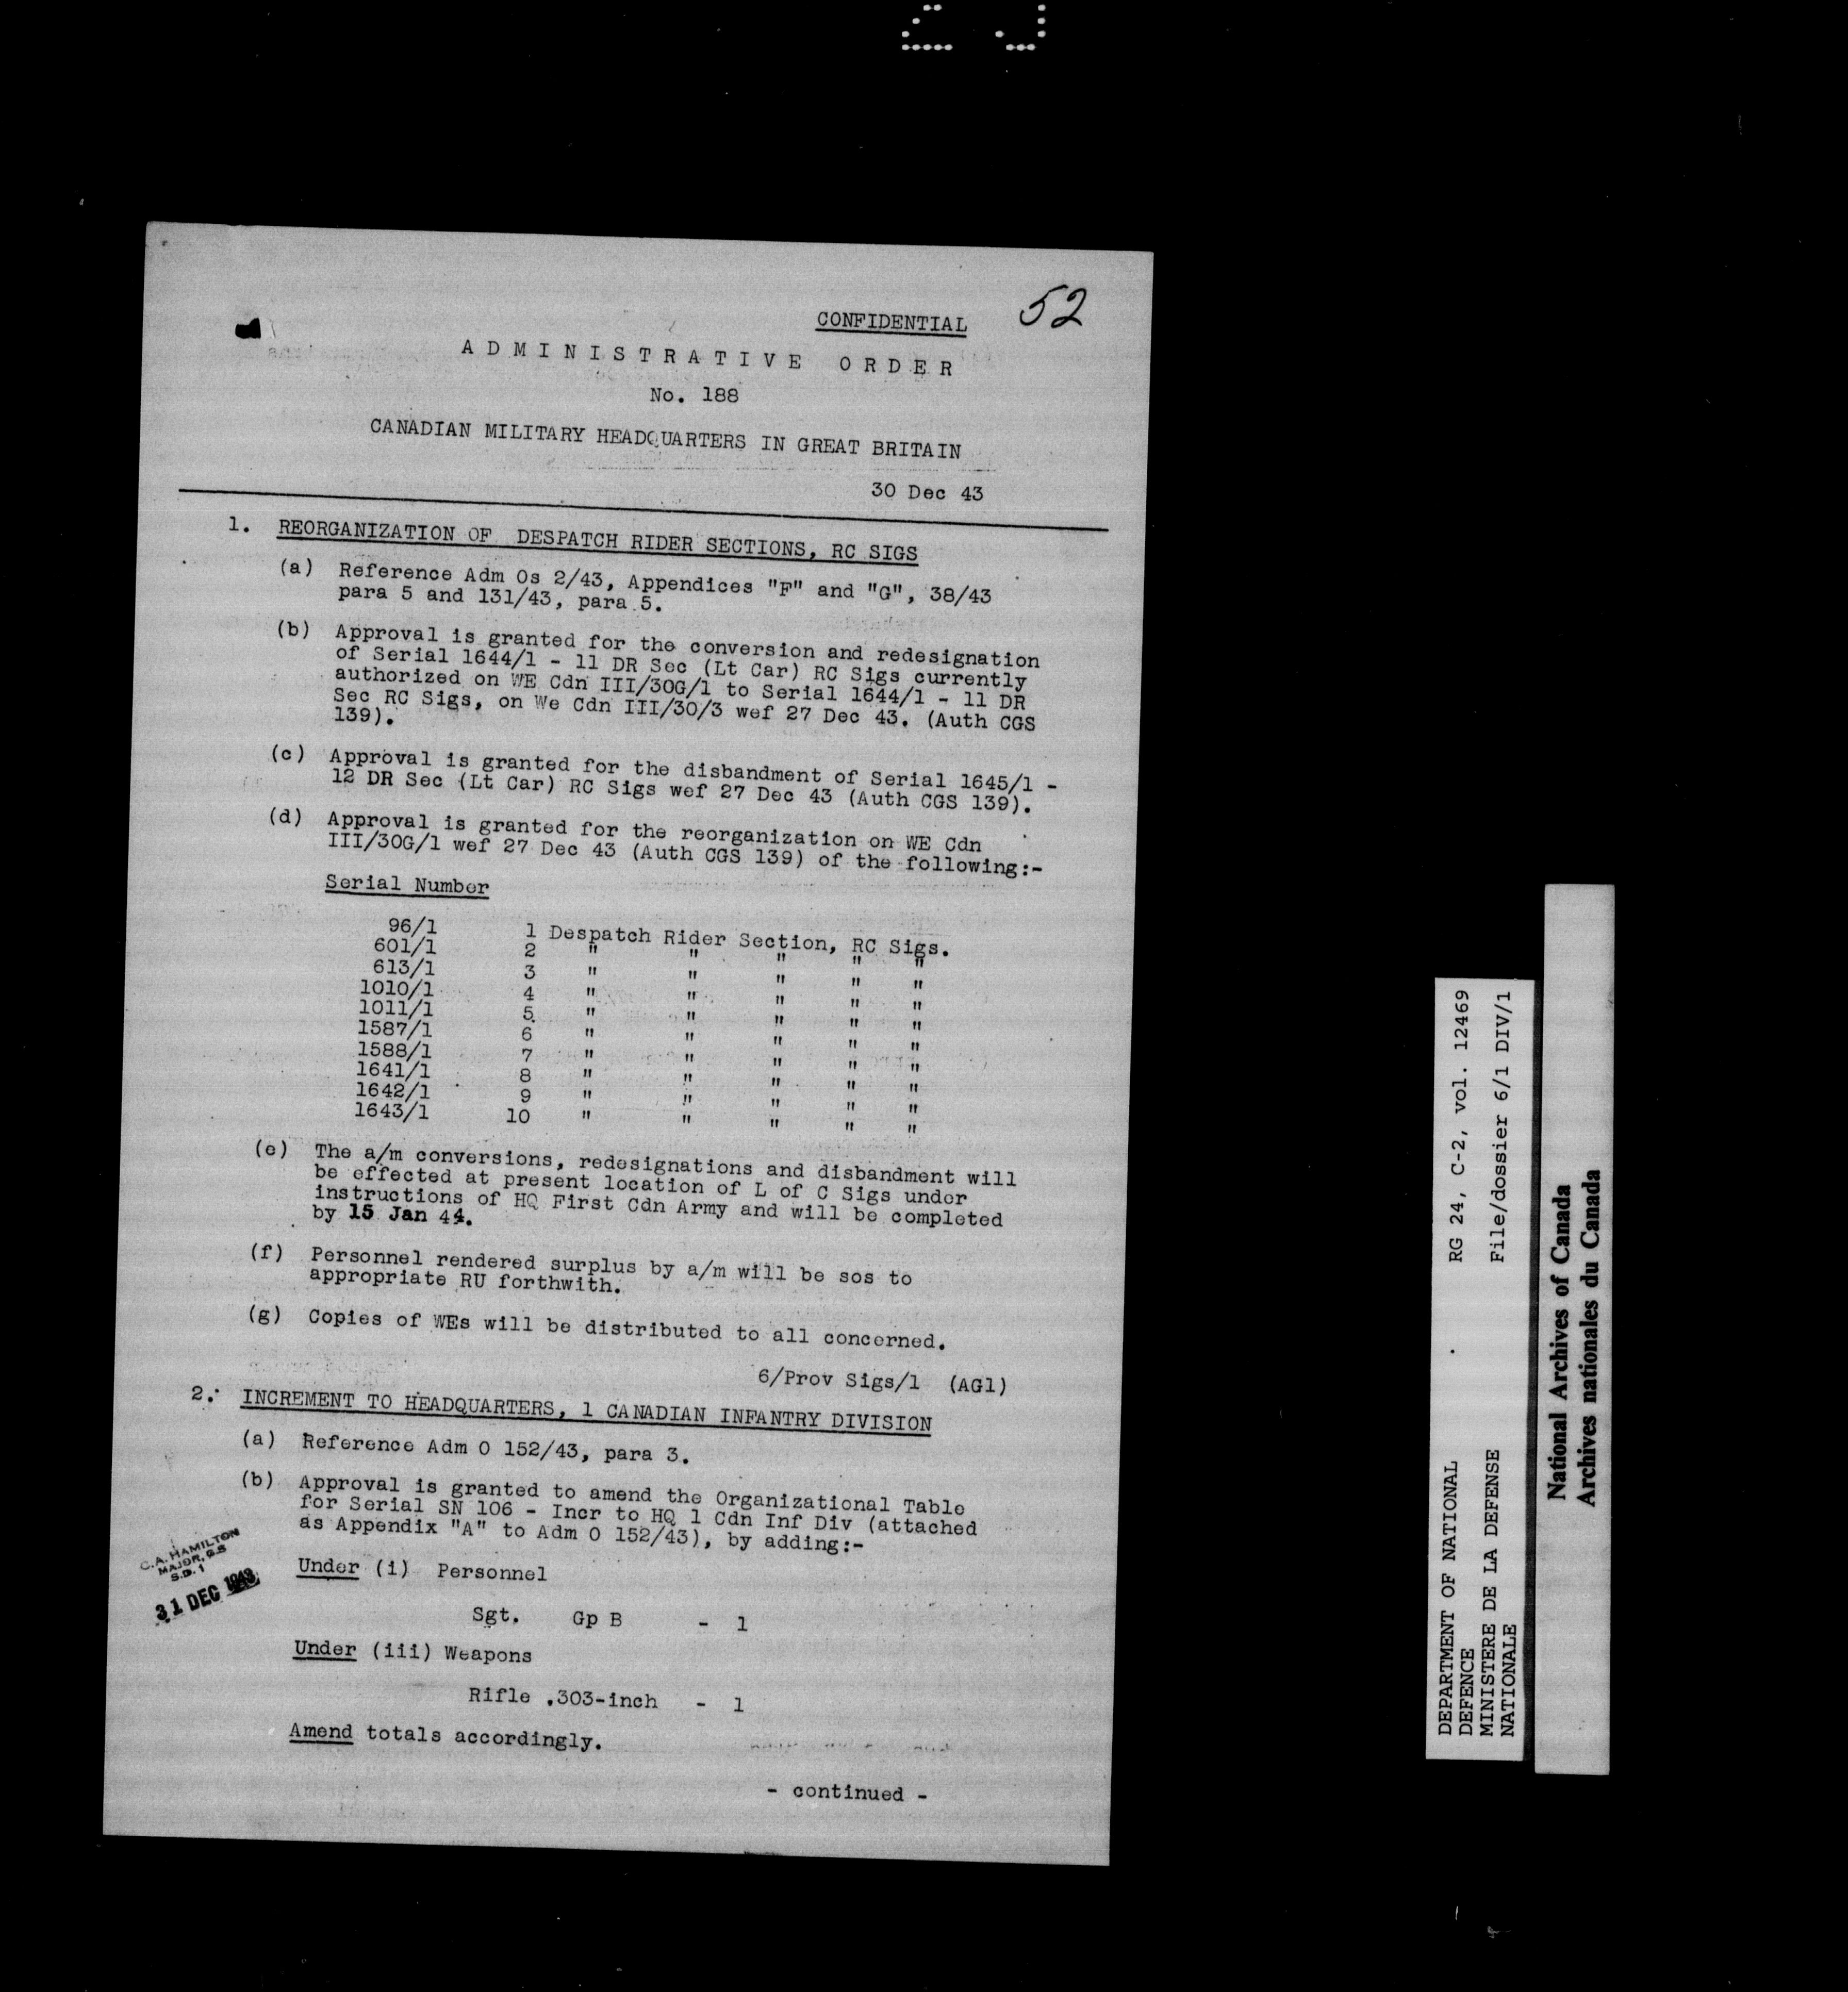 CONFIDENTIAL 52
ADMINISTRATIVE ORDER
No. 188
CANADIAN MILITARY HEADQUARTERS IN GREAT BRITAIN
30 Dec 43
1. REORGANIZATION OF DESPATCH RIDER SECTIONS, RC SIGS
(a) Reference Adm Os 2/43, Appendices "F" and "G", 38/43
para 5 and 131/43, para 5.
(b) Approval is granted for the conversion and redesignation
of Serial 1644/1 - 11 DR Sec (Lt Car) RC Sigs currently
authorized on WE Cdn III/30G/1 to Serial 1644/1 - 11 DR
Sec RC Sigs, on We Cdn III/30/3 wef 27 Dec 43. (Auth CGS
139).
(c) Approval is granted for the disbandment of Serial 1645/1 -
12 DR Sec (Lt Car) RC Sigs wef 27 Dec 43 (Auth CGS 139).
(d) Approval is granted for the reorganization on WE Cdn
III/30G/1 wef 27 Dec 43 (Auth CGS 139) of the following:-
Serial Number
96/1 1 Despatch Rider Section, RC Sigs.
601/1 2 " " " " "
613/1 3 " " " " "
1010/1 4 " " " " "
1011/1 5 " " " " "
1587/1 6 " " " " "
1588/1 7 " " " " "
1641/1 8 " " " " "
1642/1 9 " " " " "
1643/1 10 " " " " "
(e) The a/m conversions, redesignations and disbandment will
be effected at present location of L of C Sigs under
instructions of HQ First Cdn Army and will be completed
by 15 Jan 44.
(f) Personnel rendered surplus by a/m will be sos to
appropriate RU forthwith.
(g) Copies of WEs will be distributed to all concerned.
6/Prov Sigs/1 (AG1)
2. INCREMENT TO HEADQUARTERS, 1 CANADIAN INFANTRY DIVISION
(a) Reference Adm O 152/43, para 3.
(b) Approval is granted to amend the Organizational Table
for Serial SN 106 - Incr to HQ 1 Cdn Inf Div (attached
as Appendix "A" to Adm O 152/43), by adding:-
Under (i) Personnel
Sgt. Gp B - 1
Under (iii) Weapons
Rifle .303-inch - 1
Amend totals accordingly.
- continued -
C.A. HAMILTON
MAJOR, G.S
S.D. 1
31 DEC 1943
DEPARTMENT OF NATIONAL RG 24, C-2, vol. 12469
DEFENCE
MINISTERE DE LA DEFENSE File/dossier 6/1 DIV/1
NATIONALE
National Archives of Canada
Archives nationales du Canada